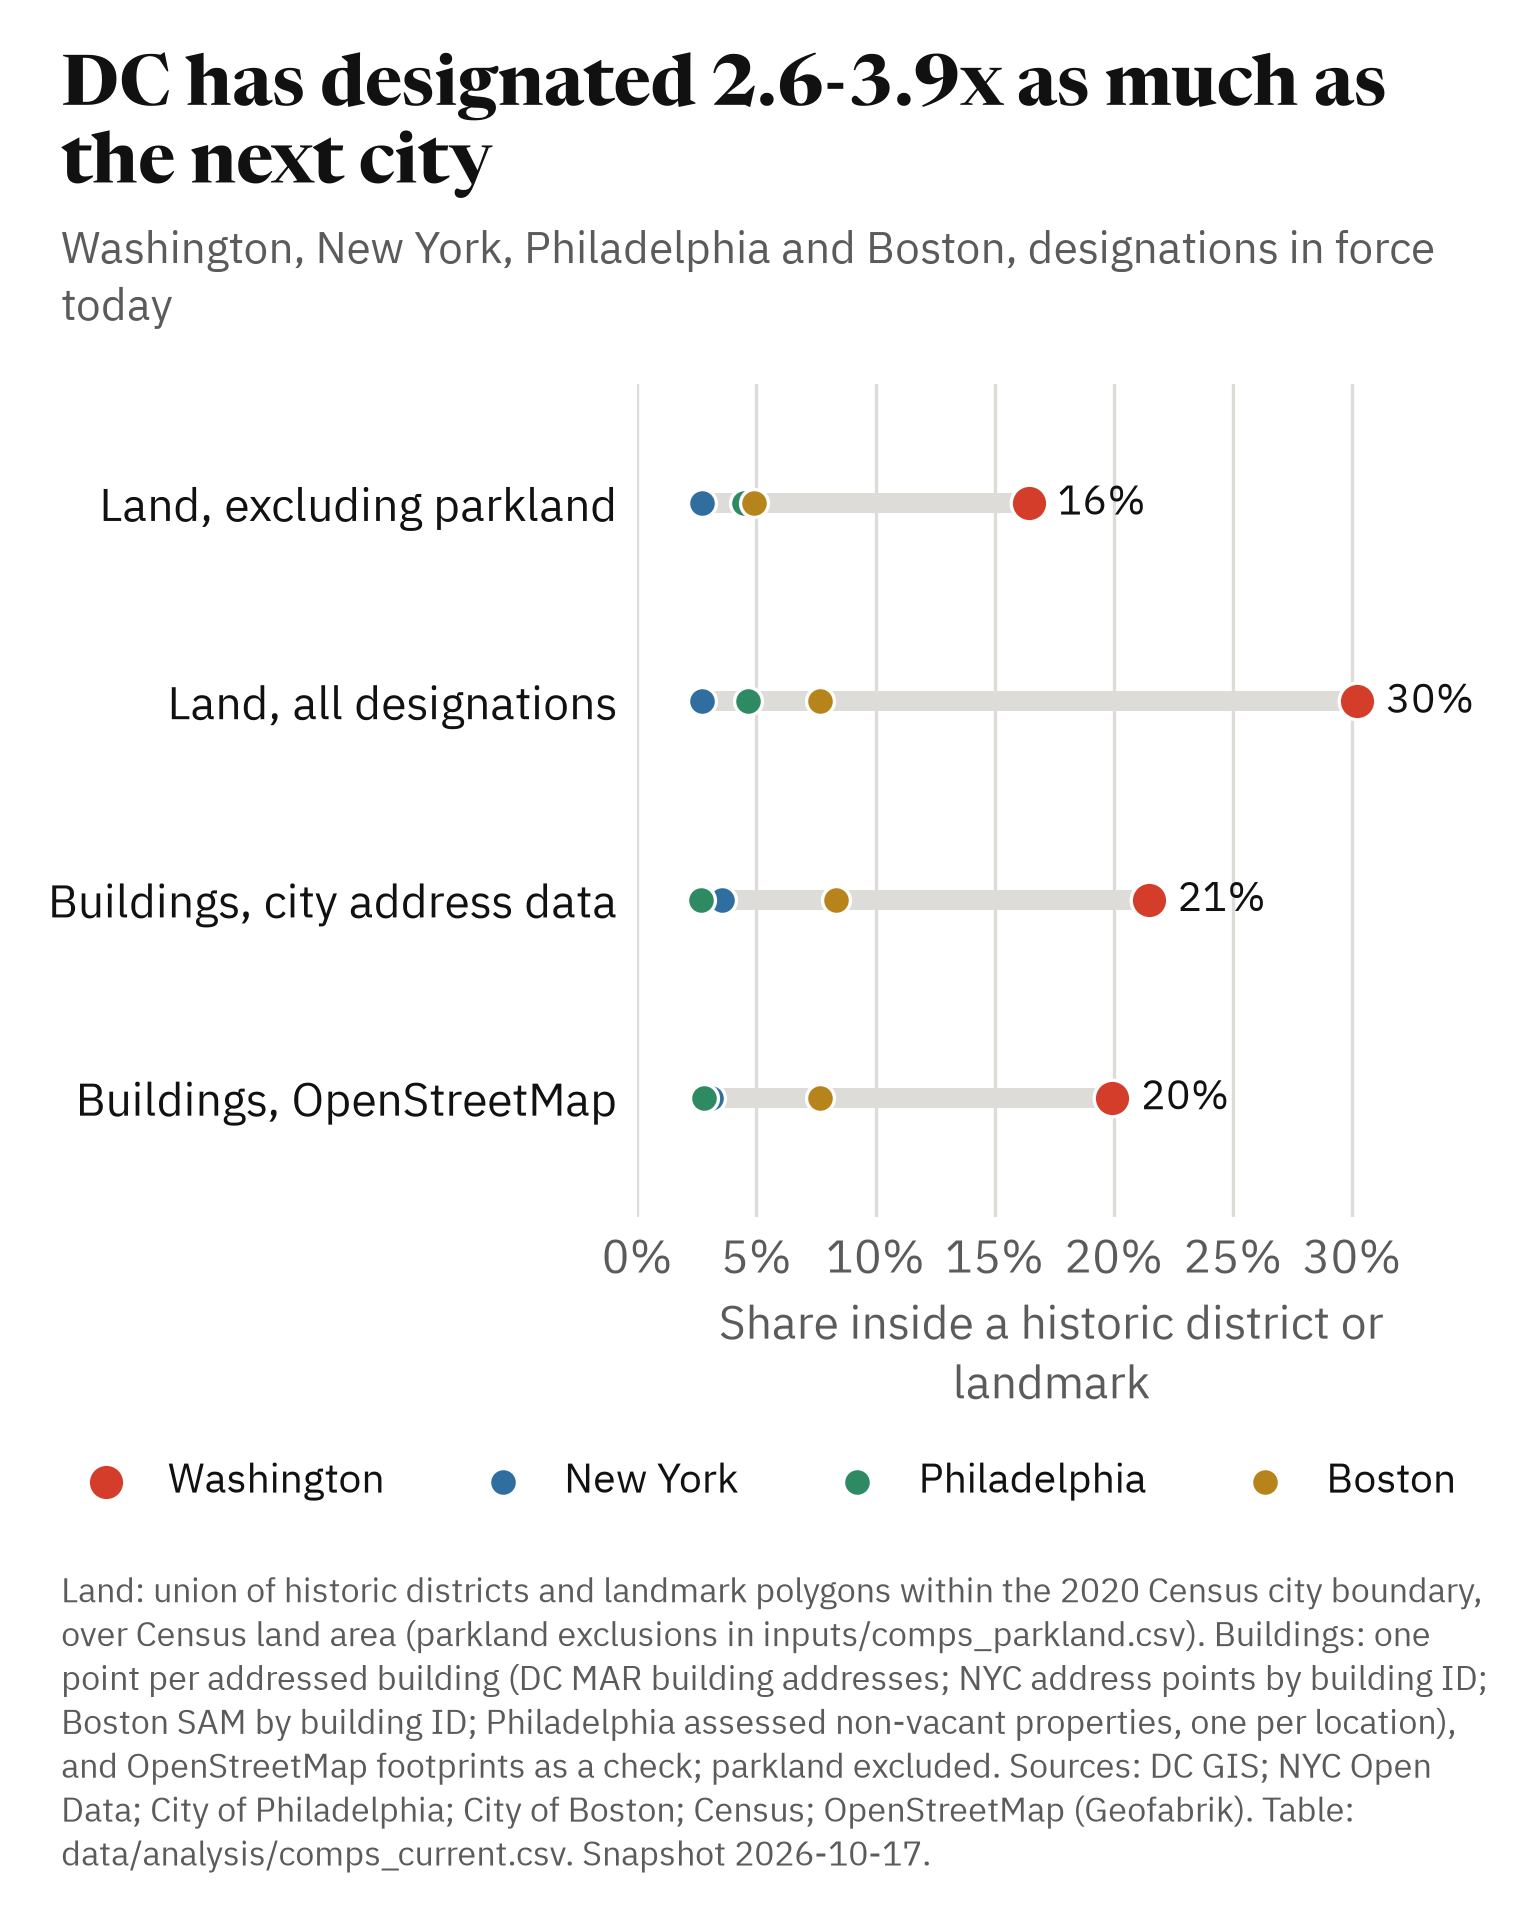 DC has designated 2.6-3.9x as much as
the next city
Washington, New York, Philadelphia and Boston, designations in force
today
Land, excluding parkland
16%
Land, all designations
30%
Buildings, city address data
21%
Buildings, OpenStreetMap
20%
0% 5% 10% 15% 20% 25% 30%
Share inside a historic district or
landmark
Washington New York Philadelphia Boston
Land: union of historic districts and landmark polygons within the 2020 Census city boundary,
over Census land area (parkland exclusions in inputs/comps_parkland.csv). Buildings: one
point per addressed building (DC MAR building addresses; NYC address points by building ID;
Boston SAM by building ID; Philadelphia assessed non-vacant properties, one per location),
and OpenStreetMap footprints as a check; parkland excluded. Sources: DC GIS; NYC Open
Data; City of Philadelphia; City of Boston; Census; OpenStreetMap (Geofabrik). Table:
data/analysis/comps_current.csv. Snapshot 2026-10-17.